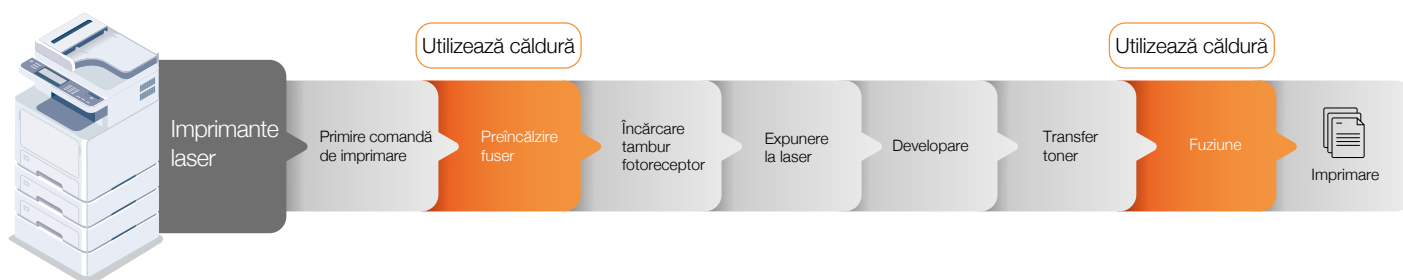 Utilizează căldură
Utilizează căldură
Imprimante
laser
Primire comandă
de imprimare
Preîncălzire
fuser
Încărcare
tambur
fotoreceptor
Expunere
la laser
Developare
Transfer
toner
Fuziune
Imprimare